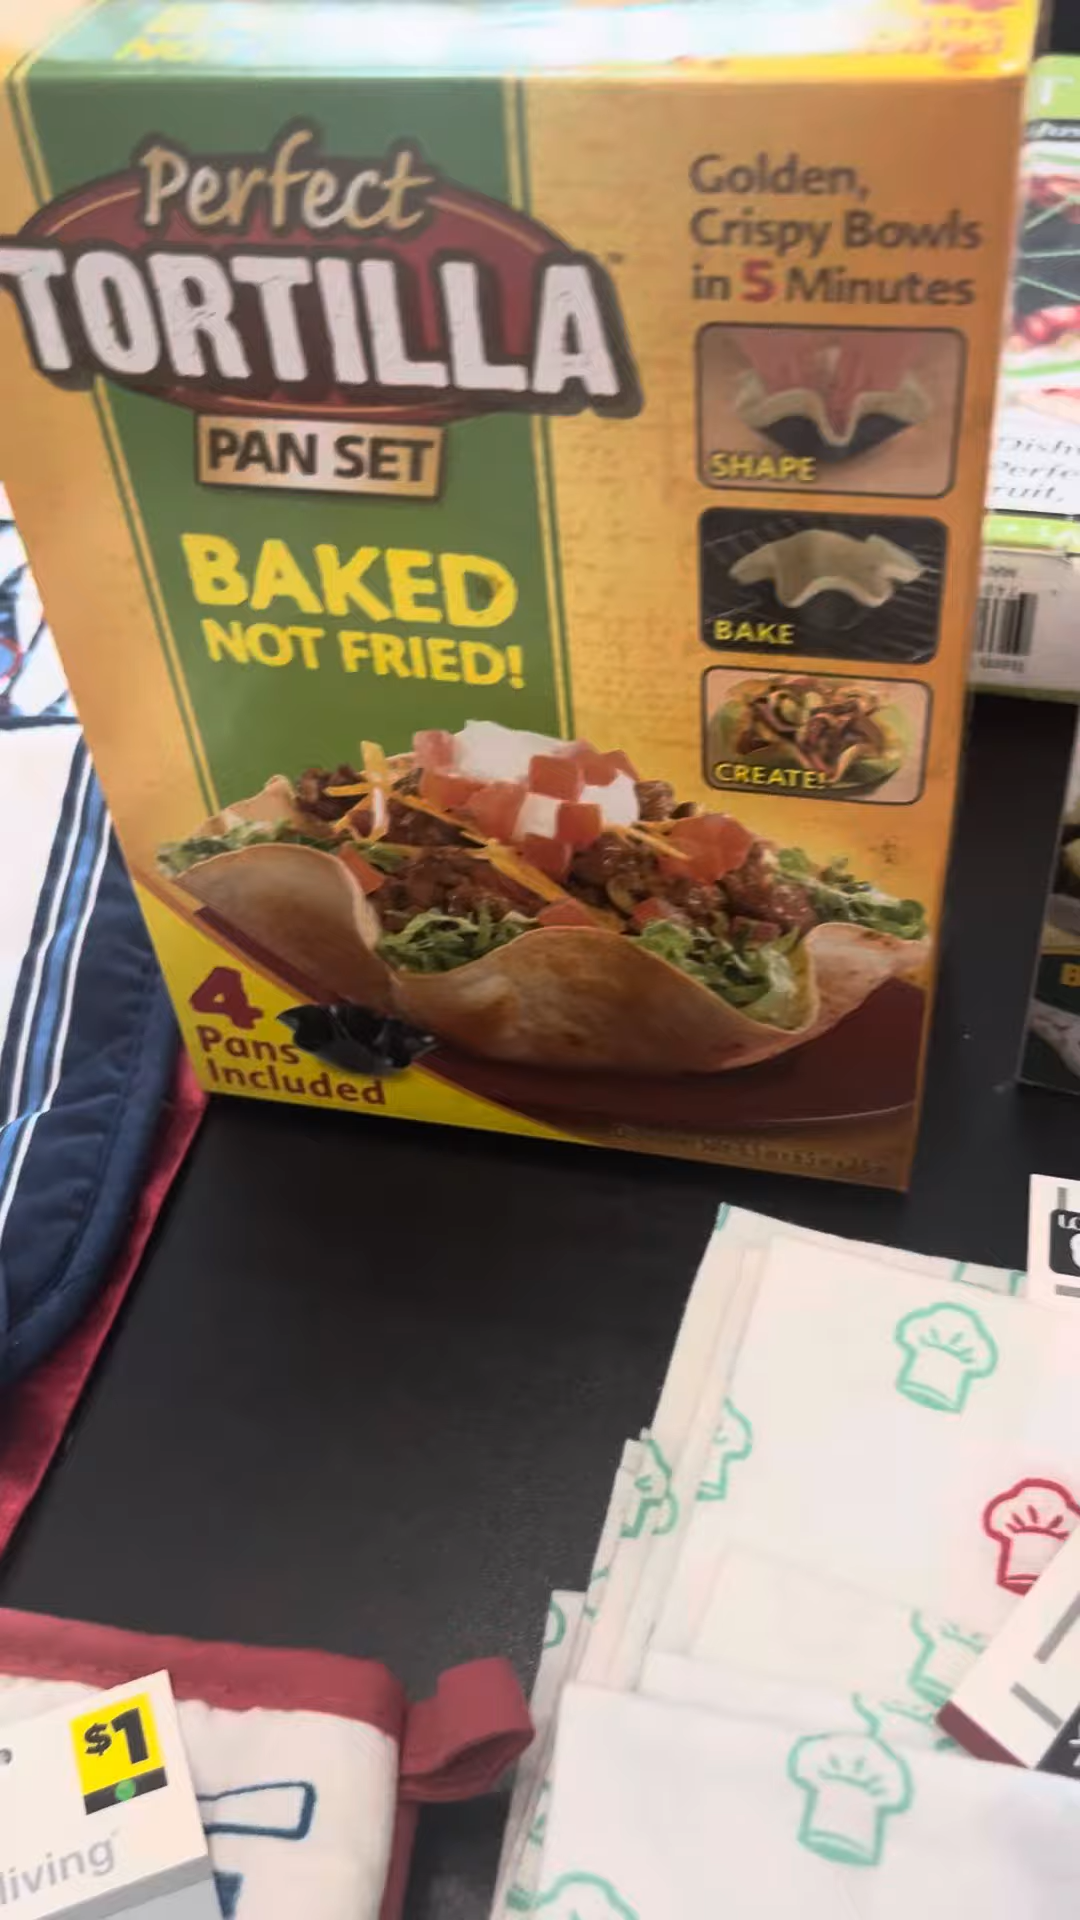 Perfect
TORTILLA™
PAN SET
BAKED
NOT FRIED!
Golden,
Crispy Bowls
in 5 Minutes
SHAPE
BAKE
CREATE!
4
Pans
Included
$1
living